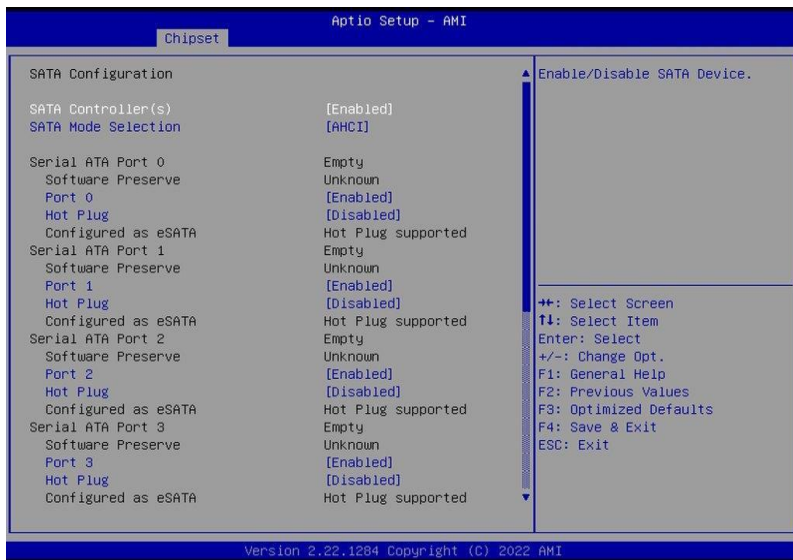 Aptio Setup – AMI
Chipset
SATA Configuration
SATA Controller(s) [Enabled]
SATA Mode Selection [AHCI]
Serial ATA Port 0 Empty
Software Preserve Unknown
Port 0 [Enabled]
Hot Plug [Disabled]
Configured as eSATA Hot Plug supported
Serial ATA Port 1 Empty
Software Preserve Unknown
Port 1 [Enabled]
Hot Plug [Disabled]
Configured as eSATA Hot Plug supported
Serial ATA Port 2 Empty
Software Preserve Unknown
Port 2 [Enabled]
Hot Plug [Disabled]
Configured as eSATA Hot Plug supported
Serial ATA Port 3 Empty
Software Preserve Unknown
Port 3 [Enabled]
Hot Plug [Disabled]
Configured as eSATA Hot Plug supported
Enable/Disable SATA Device.
→←: Select Screen
↑↓: Select Item
Enter: Select
+/-: Change Opt.
F1: General Help
F2: Previous Values
F3: Optimized Defaults
F4: Save & Exit
ESC: Exit
Version 2.22.1284 Copyright (C) 2022 AMI